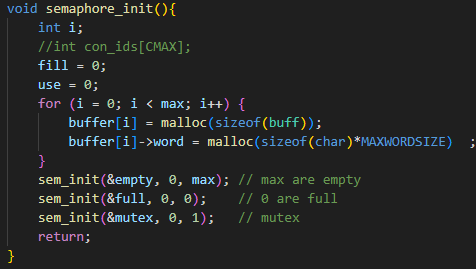 void semaphore_init(){
    int i;
    //int con_ids[CMAX];
    fill = 0;
    use = 0;
    for (i = 0; i < max; i++) {
        buffer[i] = malloc(sizeof(buff));
        buffer[i]->word = malloc(sizeof(char)*MAXWORDSIZE)  ;
    }
    sem_init(&empty, 0, max); // max are empty
    sem_init(&full, 0, 0);    // 0 are full
    sem_init(&mutex, 0, 1);   // mutex
    return;
}